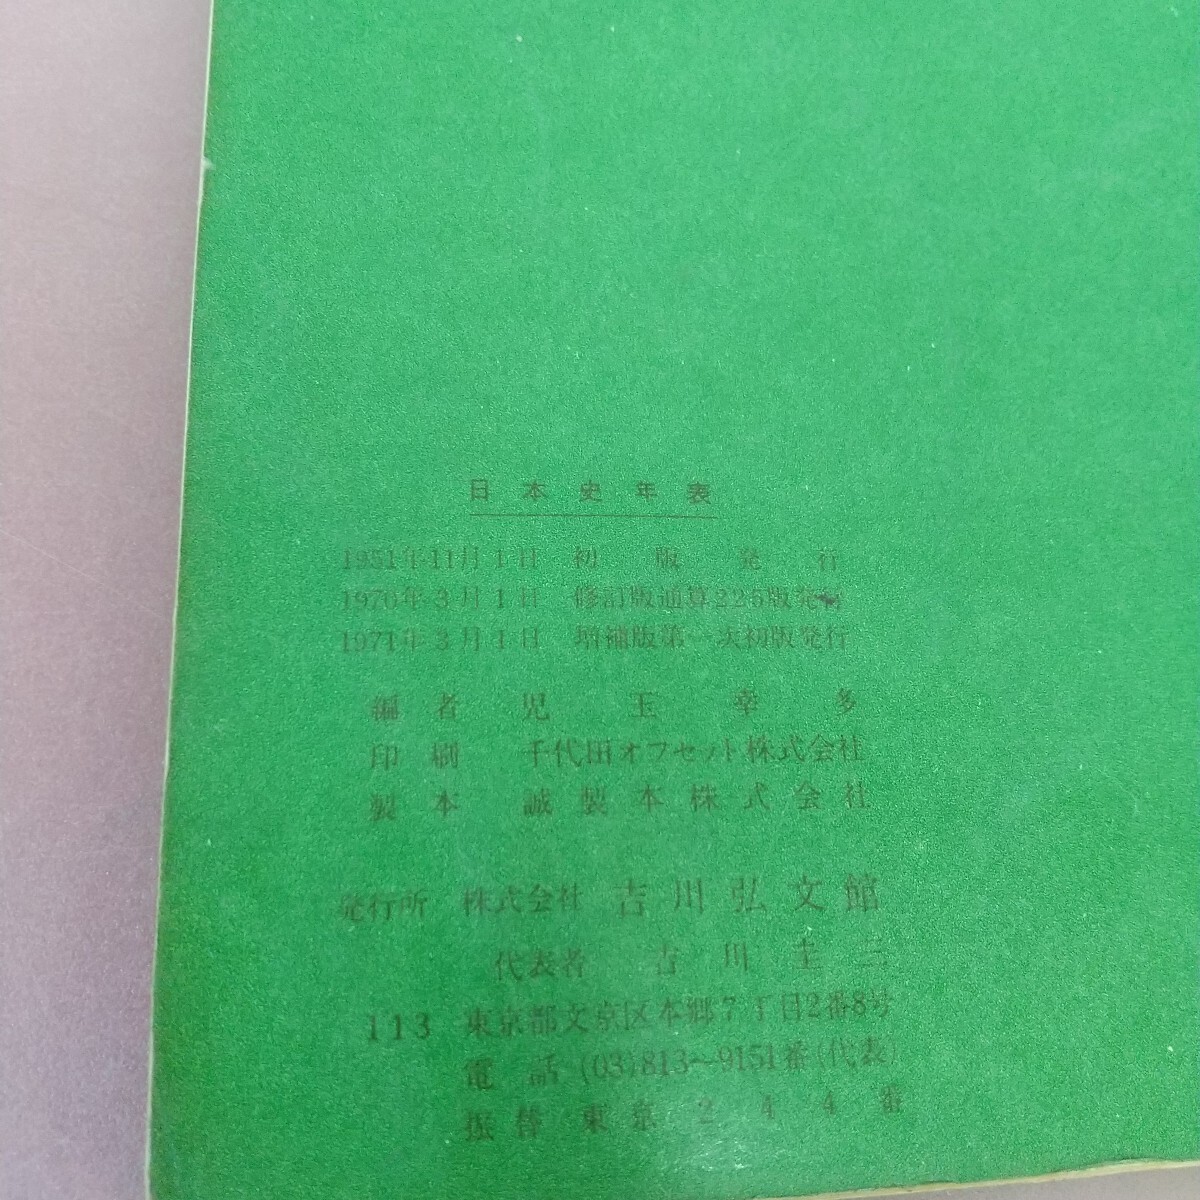 日本史年表
1951年11月1日 初版発行
1970年3月1日 修訂版通算225版発行
1971年3月1日 増補版第一次初版発行
編者 児玉幸多
印刷 千代田オフセット株式会社
製本 誠製本株式会社
発行所 株式会社 吉川弘文館
代表者 吉川圭三
113 東京都文京区本郷7丁目2番8号
電話 (03)813〜9151番(代表)
振替東京244番